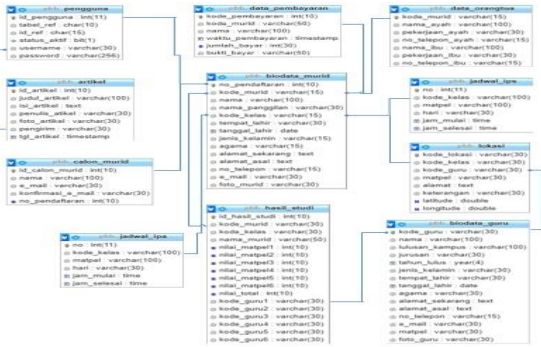 pengguna
id_pengguna : int(11)
tabel_ref : char(10)
id_ref : char(15)
status_aktif : bit(1)
username : varchar(30)
password : varchar(256)
data_pembayaran
kode_pembayaran : int(10)
kode_murid : varchar(50)
nama : varchar(100)
waktu_pembayaran : timestamp
jumlah_bayar : int(30)
bukti_bayar : varchar(50)
data_orangtua
kode_murid : varchar(15)
nama_ayah : varchar(100)
pekerjaan_ayah : varchar(30)
no_telepon_ayah : varchar(15)
nama_ibu : varchar(100)
pekerjaan_ibu : varchar(30)
no_telepon_ibu : varchar(15)
artikel
id_artikel : int(10)
judul_artikel : varchar(100)
isi_artikel : text
penulis_atikel : varchar(30)
foto_artikel : varchar(30)
pengirim : varchar(30)
tgl_artikel : timestamp
biodata_murid
no_pendaftaran : int(10)
kode_murid : varchar(15)
nama : varchar(100)
nama_panggilan : varchar(30)
kode_kelas : varchar(15)
tempat_lahir : varchar(30)
tanggal_lahir : date
jenis_kelamin : varchar(15)
agama : varchar(15)
alamat_sekarang : text
alamat_asal : text
no_telepon : varchar(15)
e_mail : varchar(30)
foto_murid : varchar(30)
jadwal_ips
no : int(11)
kode_kelas : varchar(100)
matpel : varchar(100)
hari : varchar(30)
jam_mulai : time
jam_selesai : time
calon_murid
id_calon_murid : int(10)
nama : varchar(100)
e_mail : varchar(30)
konfirmasi_e_mail : varchar(30)
no_pendaftaran : int(10)
lokasi
kode_lokasi : varchar(30)
kode_kelas : varchar(30)
kode_guru : varchar(30)
matpel : varchar(30)
alamat : text
keterangan : varchar(30)
latitude : double
longitude : double
jadwal_ipa
no : int(11)
kode_kelas : varchar(100)
matpel : varchar(100)
hari : varchar(30)
jam_mulai : time
jam_selesai : time
hasil_studi
id_hasil_studi : int(10)
kode_murid : varchar(30)
kode_kelas : varchar(30)
nama_murid : varchar(50)
nilai_matpel1 : int(10)
nilai_matpel2 : int(10)
nilai_matpel3 : int(10)
nilai_matpel4 : int(10)
nilai_matpel5 : int(10)
nilai_matpel6 : int(10)
nilai_total : int(10)
kode_guru1 : varchar(30)
kode_guru2 : varchar(30)
kode_guru3 : varchar(30)
kode_guru4 : varchar(30)
kode_guru5 : varchar(30)
kode_guru6 : varchar(30)
biodata_guru
kode_guru : varchar(30)
nama : varchar(100)
lulusan_kampus : varchar(100)
jurusan : varchar(30)
tahun_lulus : year(4)
jenis_kelamin : varchar(30)
tempat_lahir : varchar(30)
tanggal_lahir : date
agama : varchar(30)
alamat_sekarang : text
alamat_asal : text
no_telepon : varchar(15)
e_mail : varchar(30)
matpel : varchar(30)
foto_guru : varchar(30)